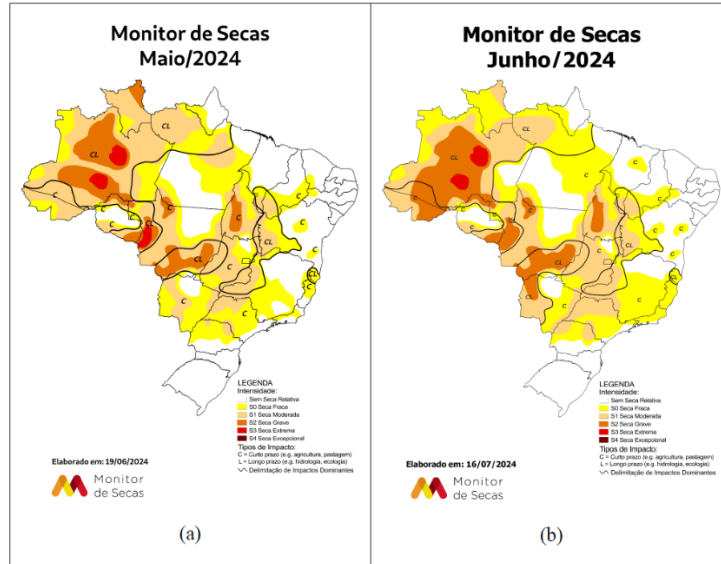 Monitor de Secas
Maio/2024
CL
CL
C
C
C
CL
C
CL
C
CL
C
C
C
CL
C
C
C
LEGENDA
Intensidade:
Sem Seca Relativa
S0 Seca Fraca
S1 Seca Moderada
S2 Seca Grave
S3 Seca Extrema
S4 Seca Excepcional
Tipos de Impacto:
C = Curto prazo (e.g. agricultura, pastagem)
L = Longo prazo (e.g. hidrologia, ecologia)
Delimitação de Impactos Dominantes
Elaborado em: 19/06/2024
Monitor
de Secas
(a)
Monitor de Secas
Junho/2024
CL
CL
C
C
C
C
C
C
C
CL
CL
C
CL
CL
C
C
LEGENDA
Intensidade:
Sem Seca Relativa
S0 Seca Fraca
S1 Seca Moderada
S2 Seca Grave
S3 Seca Extrema
S4 Seca Excepcional
Tipos de Impacto:
C = Curto prazo (e.g. agricultura, pastagem)
L = Longo prazo (e.g. hidrologia, ecologia)
Delimitação de Impactos Dominantes
Elaborado em: 16/07/2024
Monitor
de Secas
(b)